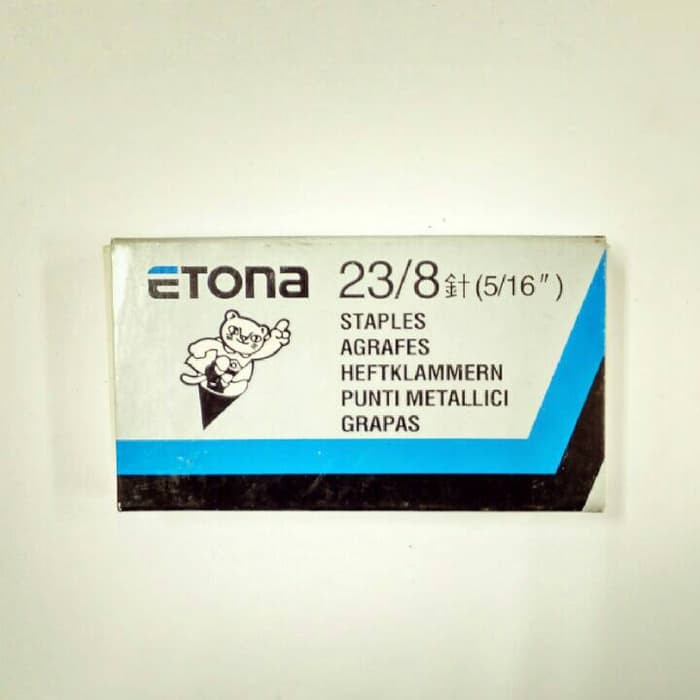 ETONA 23/8 針 (5/16")
STAPLES
AGRAFES
HEFTKLAMMERN
PUNTI METALLICI
GRAPAS